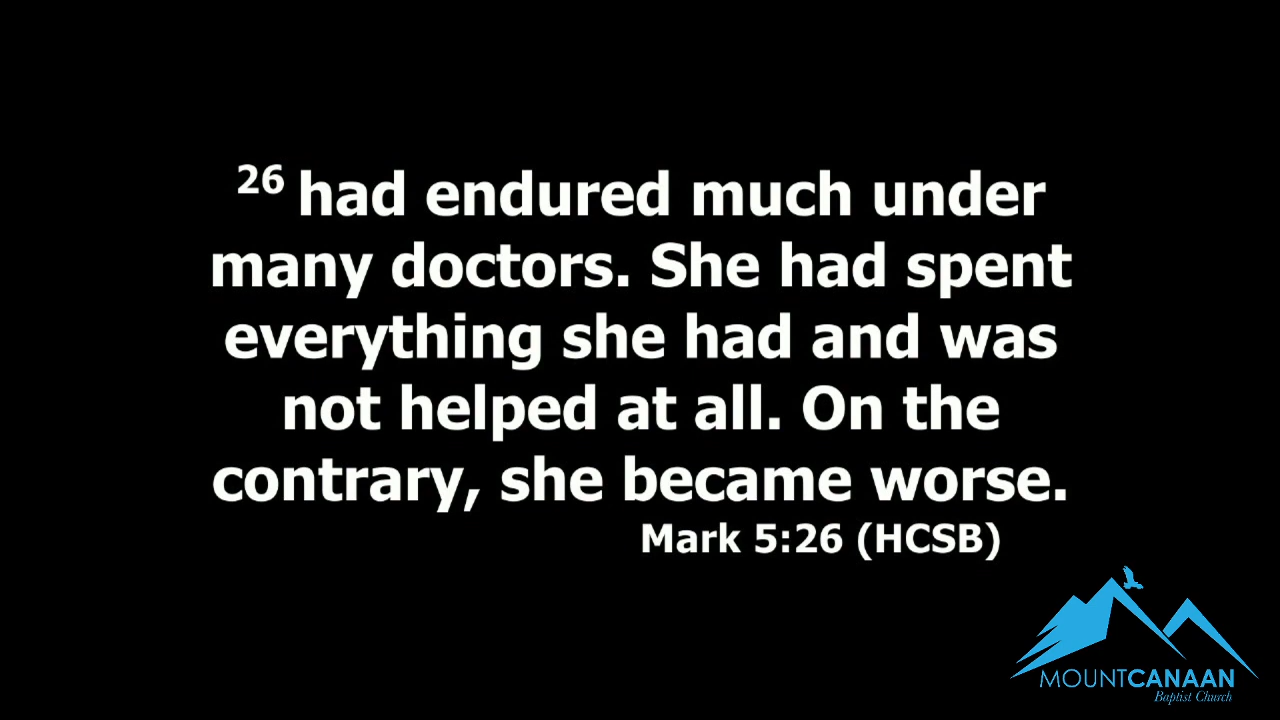 26 had endured much under
many doctors. She had spent
everything she had and was
not helped at all. On the
contrary, she became worse.
Mark 5:26 (HCSB)
MOUNTCANAAN
Baptist Church